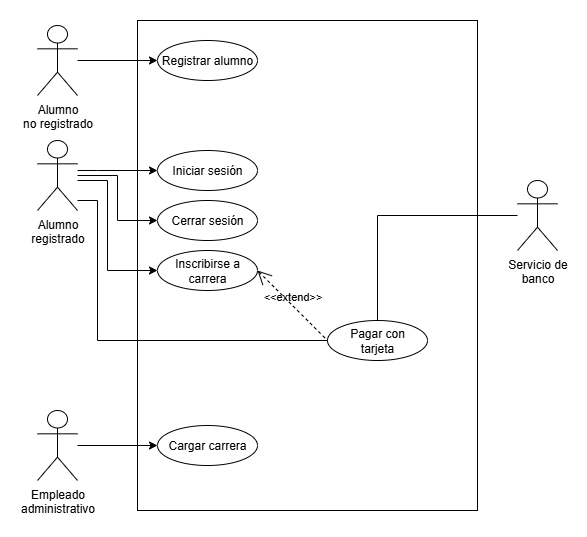 Registrar alumno
Alumno
no registrado
Iniciar sesión
Cerrar sesión
Alumno
registrado
Inscribirse a
carrera
Servicio de
banco
<<extend>>
Pagar con
tarjeta
Cargar carrera
Empleado
administrativo